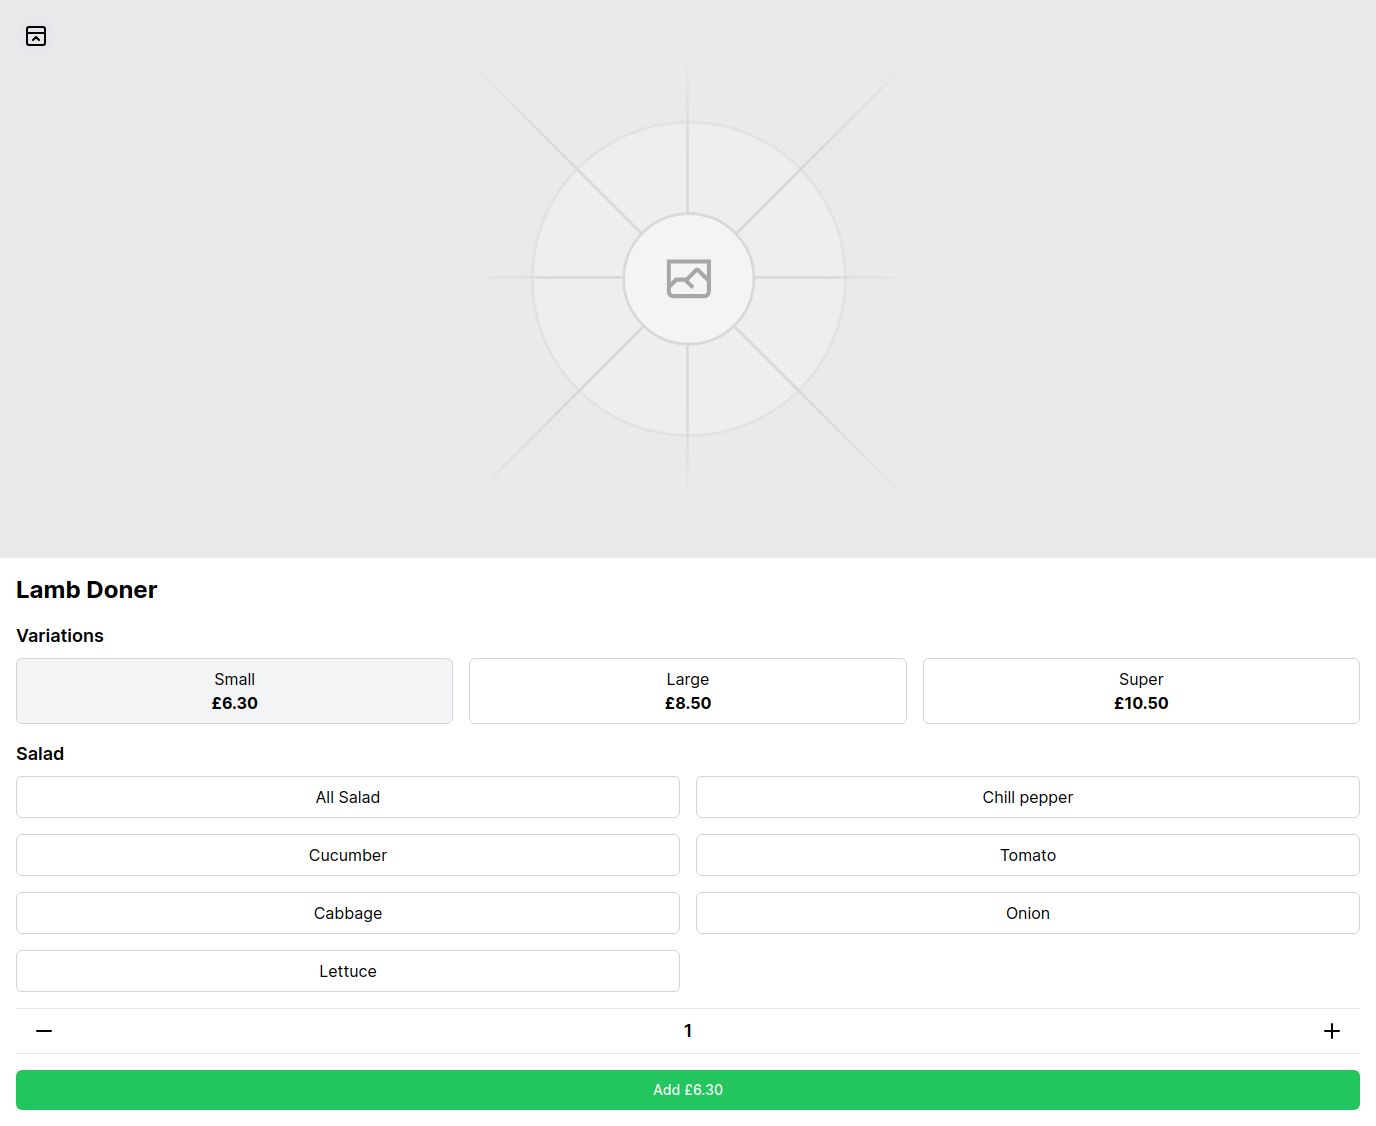 Lamb Doner
Variations
Small
£6.30
Large
£8.50
Super
£10.50
Salad
All Salad
Chill pepper
Cucumber
Tomato
Cabbage
Onion
Lettuce
1
Add £6.30